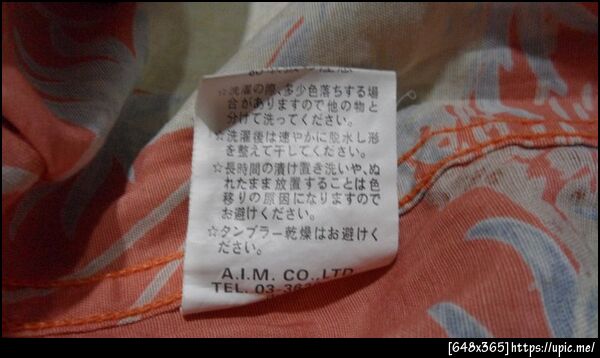 ☆洗濯の際、多少色落ちする場
合がありますので他の物と
分けて洗ってください。
☆洗濯後は速やかに脱水し形
を整えて干してください。
☆長時間の漬け置き洗いや、ぬ
れたまま放置することは色
移りの原因になりますので
お避けください。
☆タンブラー乾燥はお避けく
ださい。
A.I.M. CO.,LTD
TEL. 03-36
[648x365]https://upic.me/